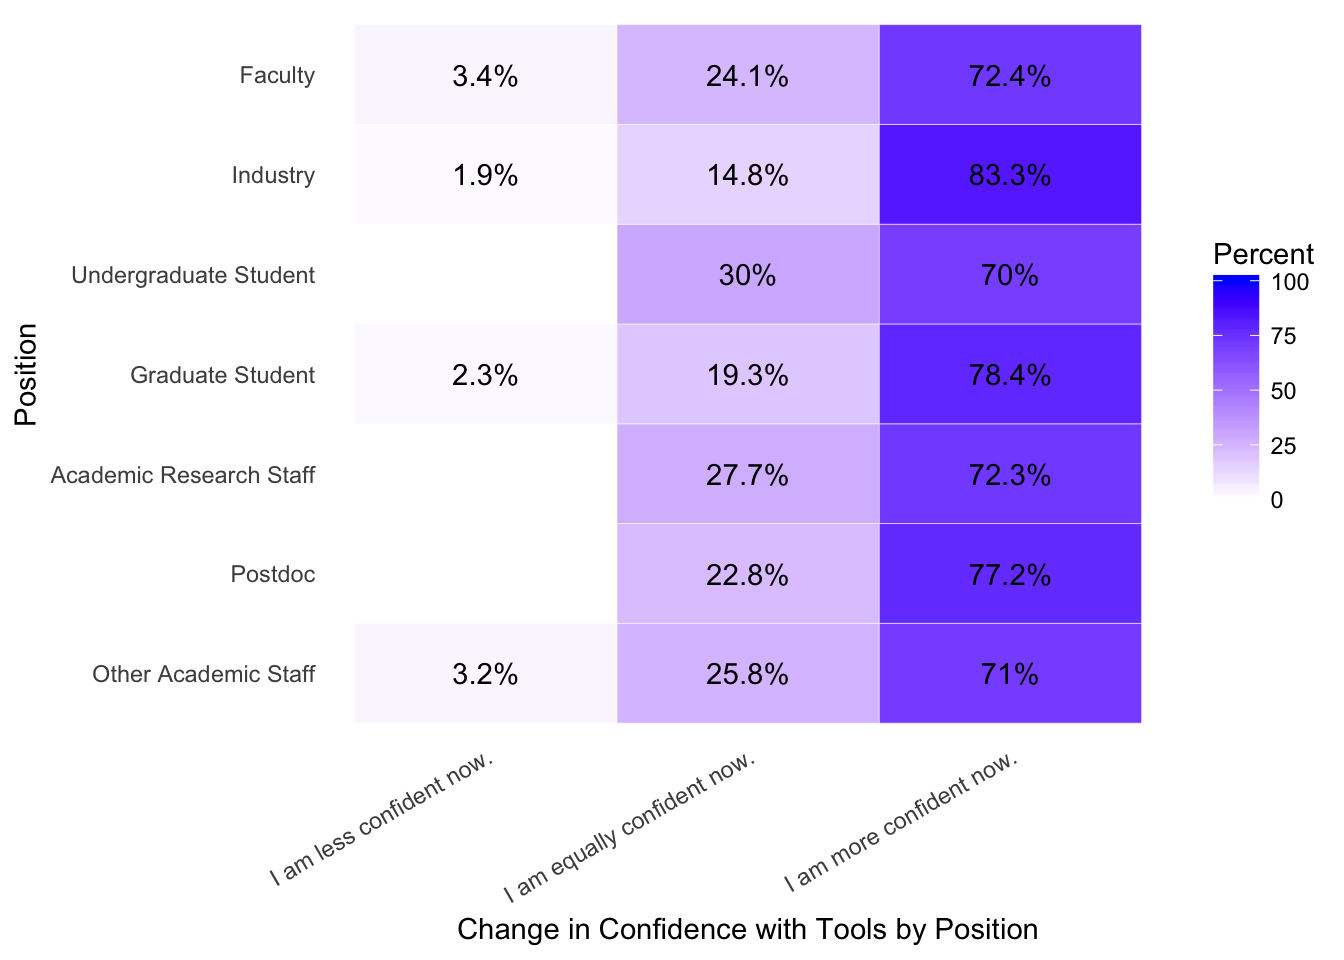 Faculty 3.4% 24.1% 72.4%
Industry 1.9% 14.8% 83.3%
Undergraduate Student 30% 70%
Graduate Student 2.3% 19.3% 78.4%
Academic Research Staff 27.7% 72.3%
Postdoc 22.8% 77.2%
Other Academic Staff 3.2% 25.8% 71%
Position
I am less confident now.
I am equally confident now.
I am more confident now.
Change in Confidence with Tools by Position
Percent
100
75
50
25
0